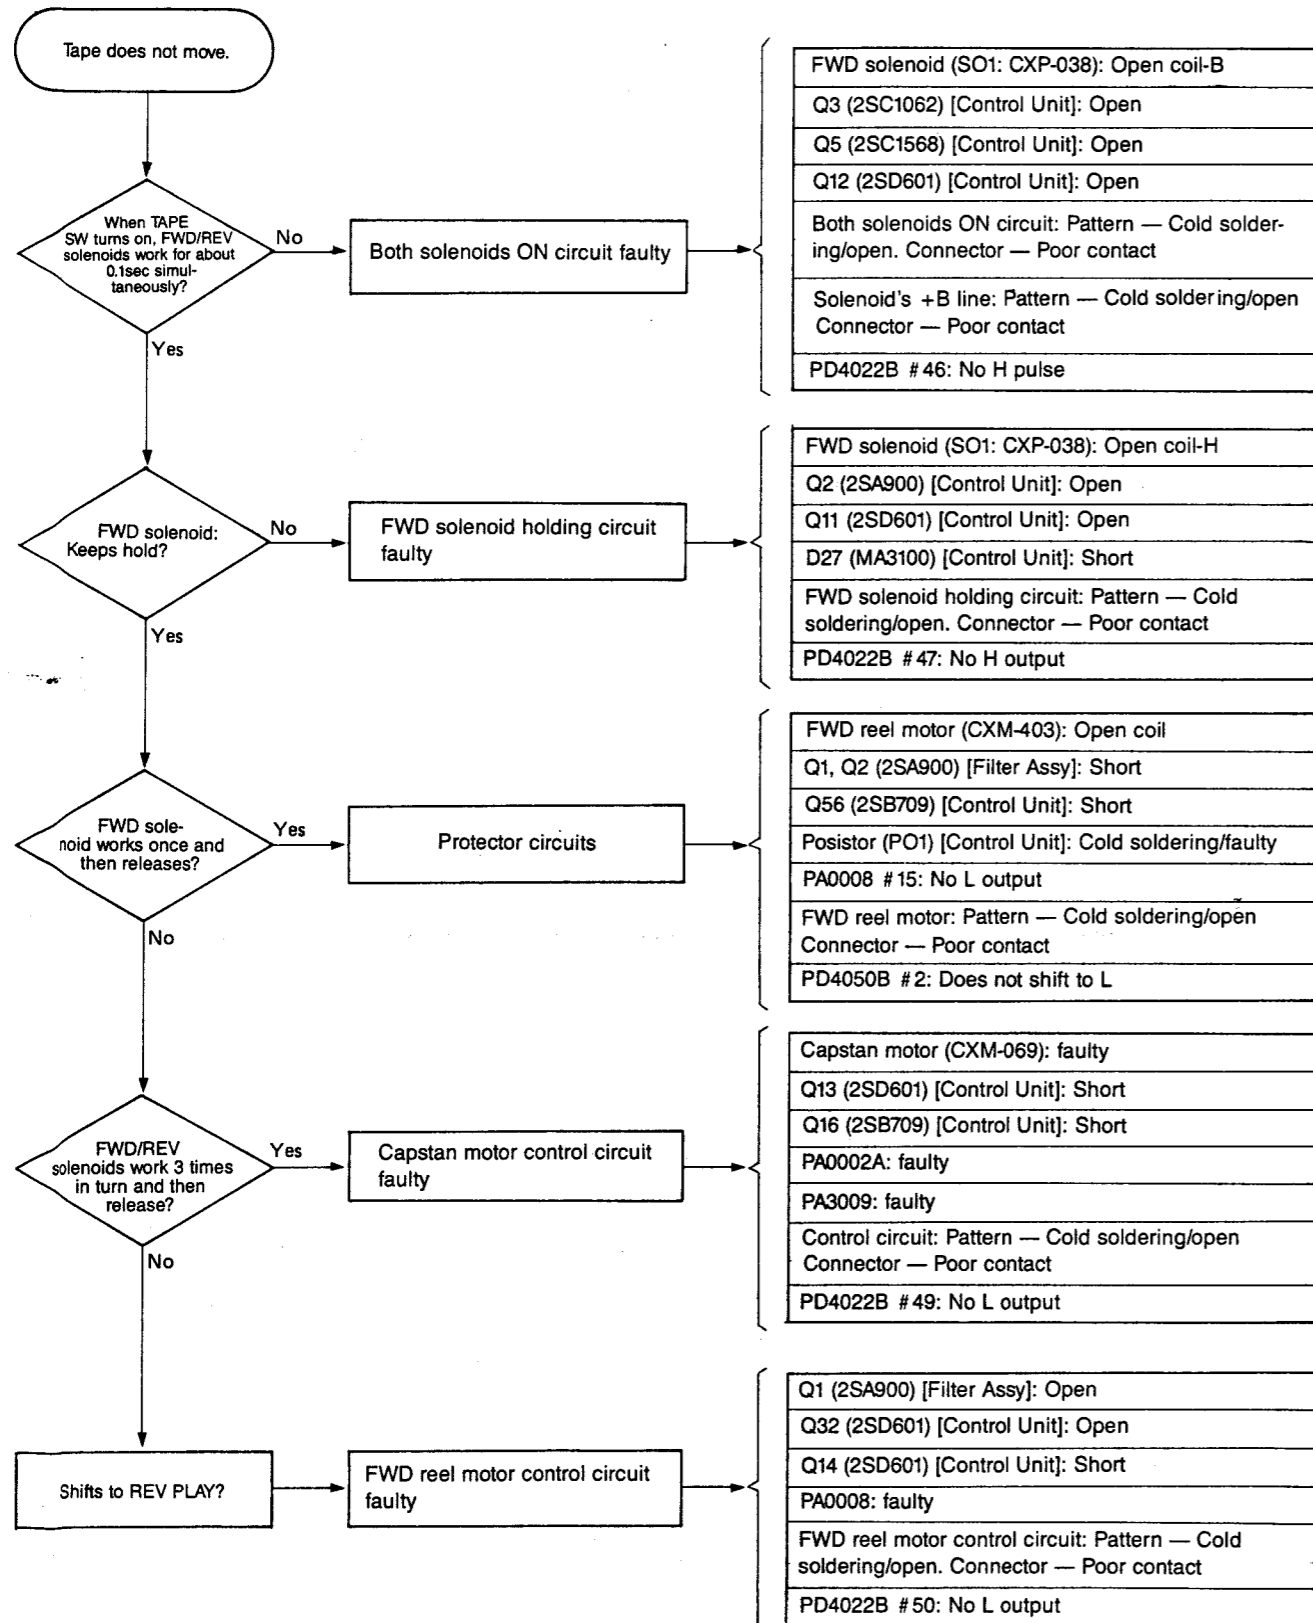 Tape does not move.
When TAPE
SW turns on, FWD/REV
solenoids work for about
0.1sec simul-
taneously?
No
Yes
Both solenoids ON circuit faulty
FWD solenoid (SO1: CXP-038): Open coil-B
Q3 (2SC1062) [Control Unit]: Open
Q5 (2SC1568) [Control Unit]: Open
Q12 (2SD601) [Control Unit]: Open
Both solenoids ON circuit: Pattern — Cold solder-
ing/open. Connector — Poor contact
Solenoid's +B line: Pattern — Cold soldering/open
Connector — Poor contact
PD4022B #46: No H pulse
FWD solenoid:
Keeps hold?
No
Yes
FWD solenoid holding circuit
faulty
FWD solenoid (SO1: CXP-038): Open coil-H
Q2 (2SA900) [Control Unit]: Open
Q11 (2SD601) [Control Unit]: Open
D27 (MA3100) [Control Unit]: Short
FWD solenoid holding circuit: Pattern — Cold
soldering/open. Connector — Poor contact
PD4022B #47: No H output
FWD sole-
noid works once and
then releases?
Yes
No
Protector circuits
FWD reel motor (CXM-403): Open coil
Q1, Q2 (2SA900) [Filter Assy]: Short
Q56 (2SB709) [Control Unit]: Short
Posistor (PO1) [Control Unit]: Cold soldering/faulty
PA0008 #15: No L output
FWD reel motor: Pattern — Cold soldering/open
Connector — Poor contact
PD4050B #2: Does not shift to L
FWD/REV
solenoids work 3 times
in turn and then
release?
Yes
No
Capstan motor control circuit
faulty
Capstan motor (CXM-069): faulty
Q13 (2SD601) [Control Unit]: Short
Q16 (2SB709) [Control Unit]: Short
PA0002A: faulty
PA3009: faulty
Control circuit: Pattern — Cold soldering/open
Connector — Poor contact
PD4022B #49: No L output
Shifts to REV PLAY?
FWD reel motor control circuit
faulty
Q1 (2SA900) [Filter Assy]: Open
Q32 (2SD601) [Control Unit]: Open
Q14 (2SD601) [Control Unit]: Short
PA0008: faulty
FWD reel motor control circuit: Pattern — Cold
soldering/open. Connector — Poor contact
PD4022B #50: No L output